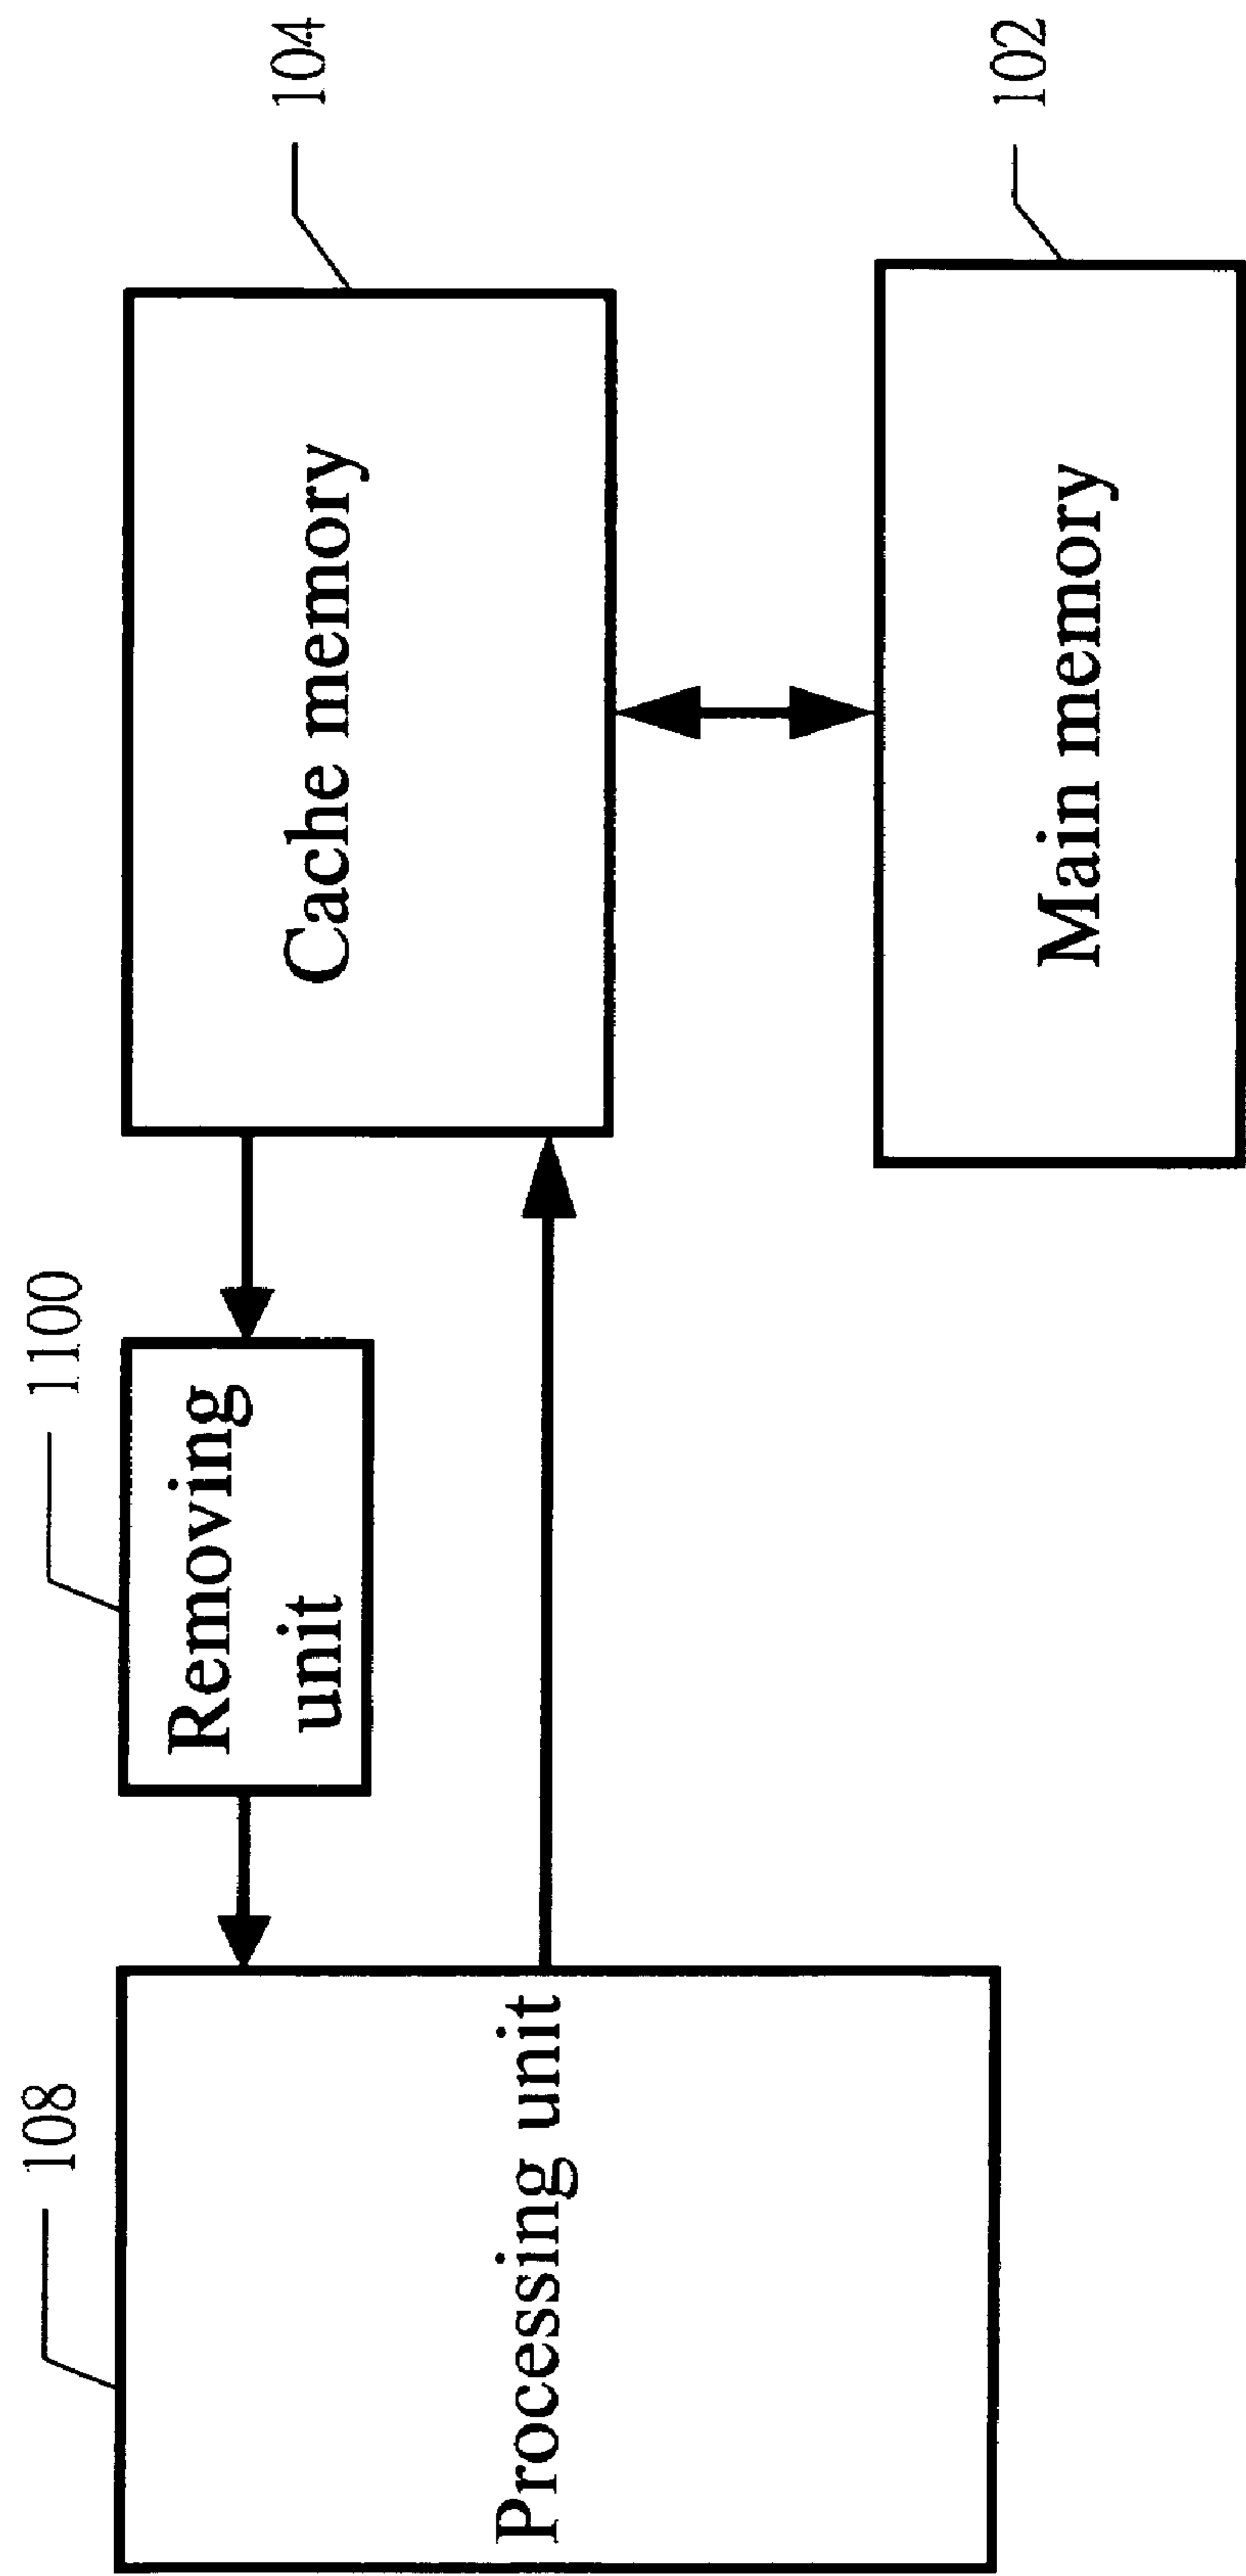 108
Processing unit
1100
Removing
unit
104
Cache memory
102
Main memory